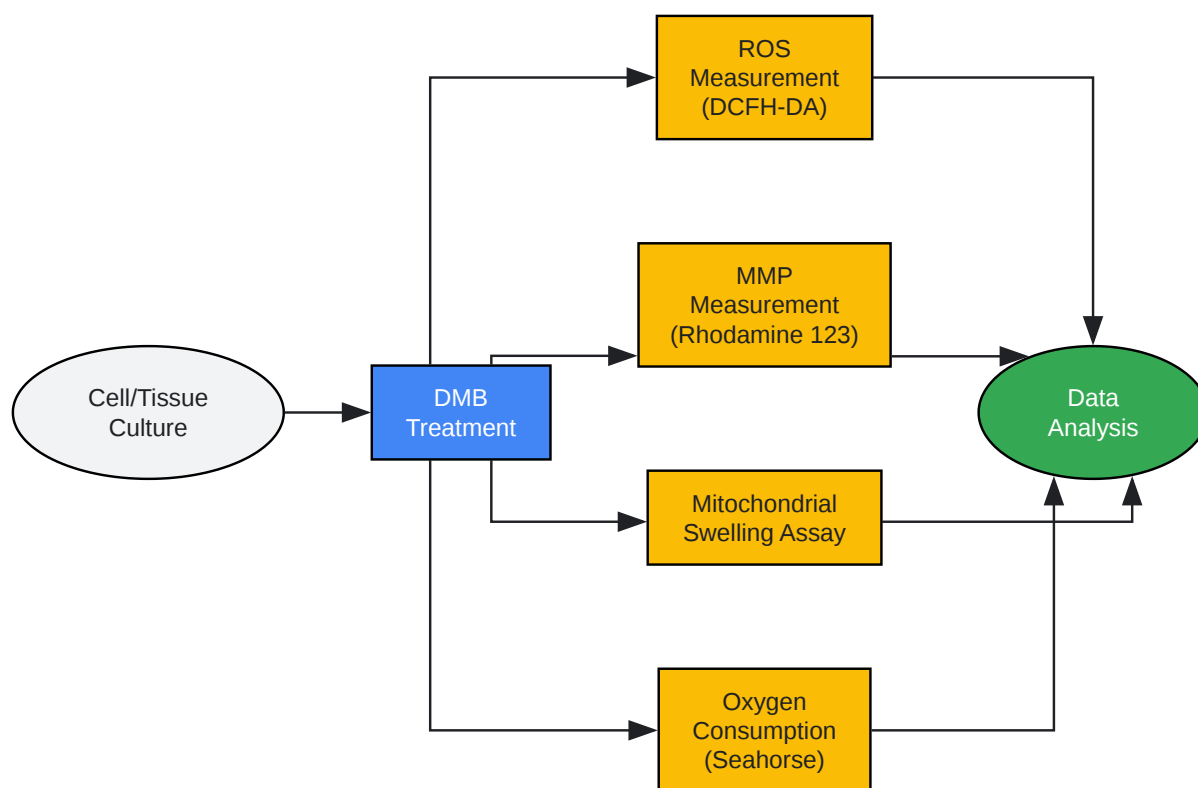 Cell/Tissue
Culture
DMB
Treatment
ROS
Measurement
(DCFH-DA)
MMP
Measurement
(Rhodamine 123)
Mitochondrial
Swelling Assay
Oxygen
Consumption
(Seahorse)
Data
Analysis